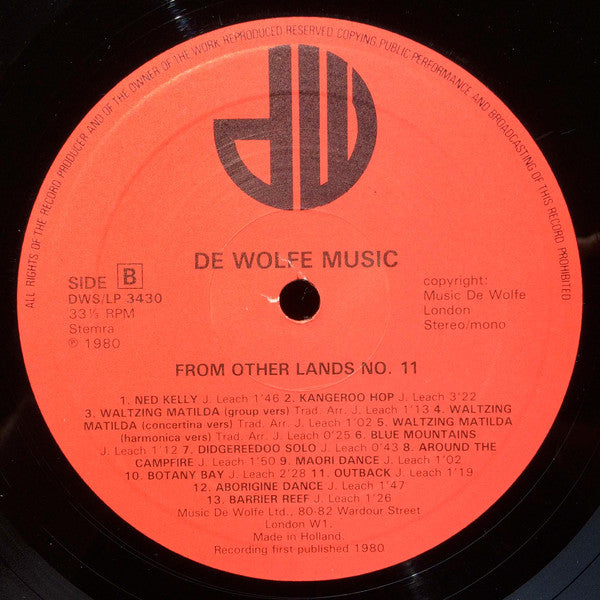 ALL RIGHTS OF THE RECORD PRODUCER AND OF THE OWNER OF THE WORK REPRODUCED RESERVED COPYING PUBLIC PERFORMANCE AND BROADCASTING OF THIS RECORD PROHIBITED
dW
DE WOLFE MUSIC
SIDE B
DWS/LP 3430
33⅓ RPM
Stemra
℗ 1980
copyright:
Music De Wolfe
London
Stereo/mono
FROM OTHER LANDS NO. 11
1. NED KELLY J. Leach 1'46 2. KANGEROO HOP J. Leach 3'22
3. WALTZING MATILDA (group vers) Trad. Arr. J. Leach 1'13 4. WALTZING
MATILDA (concertina vers) Trad. Arr. J. Leach 1'02 5. WALTZING MATILDA
(harmonica vers) Trad. Arr. J. Leach 0'25 6. BLUE MOUNTAINS
J. Leach 1'12 7. DIDGEREEDOO SOLO J. Leach 0'43 8. AROUND THE
CAMPFIRE J. Leach 1'50 9. MAORI DANCE J. Leach 1'02
10. BOTANY BAY J. Leach 2'28 11. OUTBACK J. Leach 1'19
12. ABORIGINE DANCE J. Leach 1'47
13. BARRIER REEF J. Leach 1'26
Music De Wolfe Ltd., 80-82 Wardour Street
London W1.
Made in Holland.
Recording first published 1980